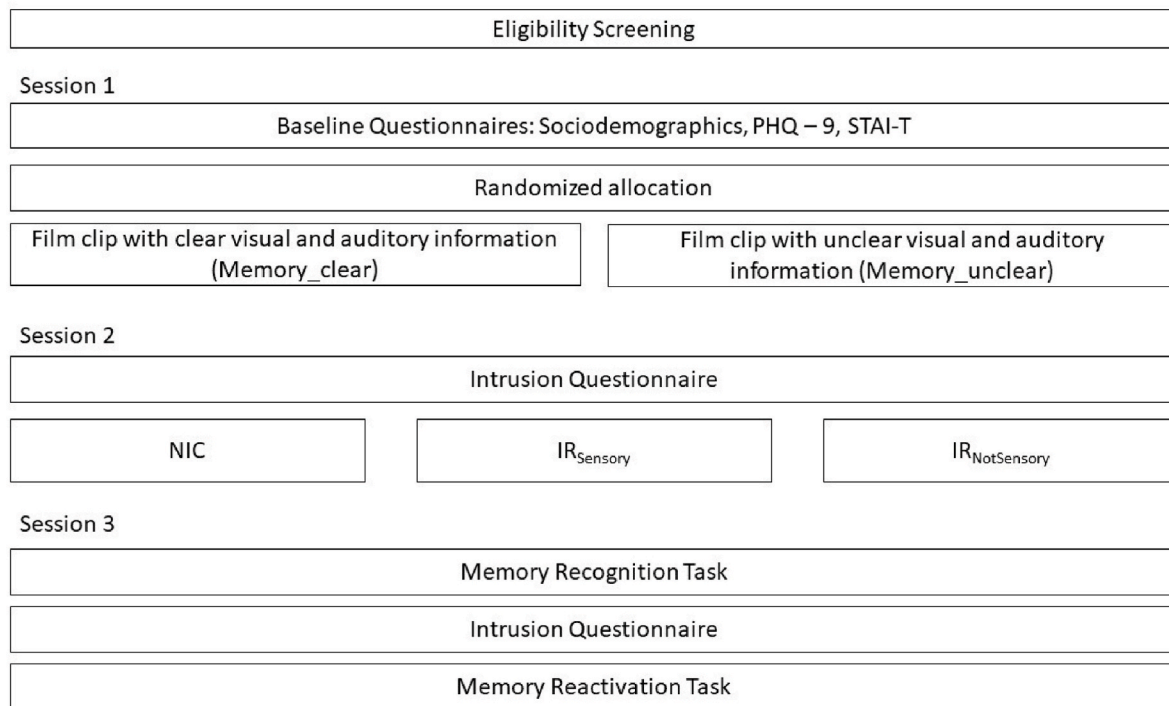 Eligibility Screening
Session 1
Baseline Questionnaires: Sociodemographics, PHQ – 9, STAI-T
Randomized allocation
Film clip with clear visual and auditory information
(Memory_clear)
Film clip with unclear visual and auditory
information (Memory_unclear)
Session 2
Intrusion Questionnaire
NIC
IRSensory
IRNotSensory
Session 3
Memory Recognition Task
Intrusion Questionnaire
Memory Reactivation Task